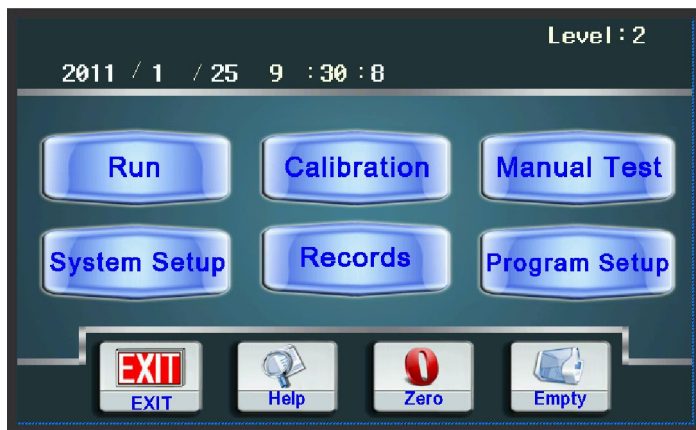 Level:2
2011 / 1 / 25 9 :30 :8
Run Calibration Manual Test
System Setup Records Program Setup
EXIT
EXIT Help Zero Empty